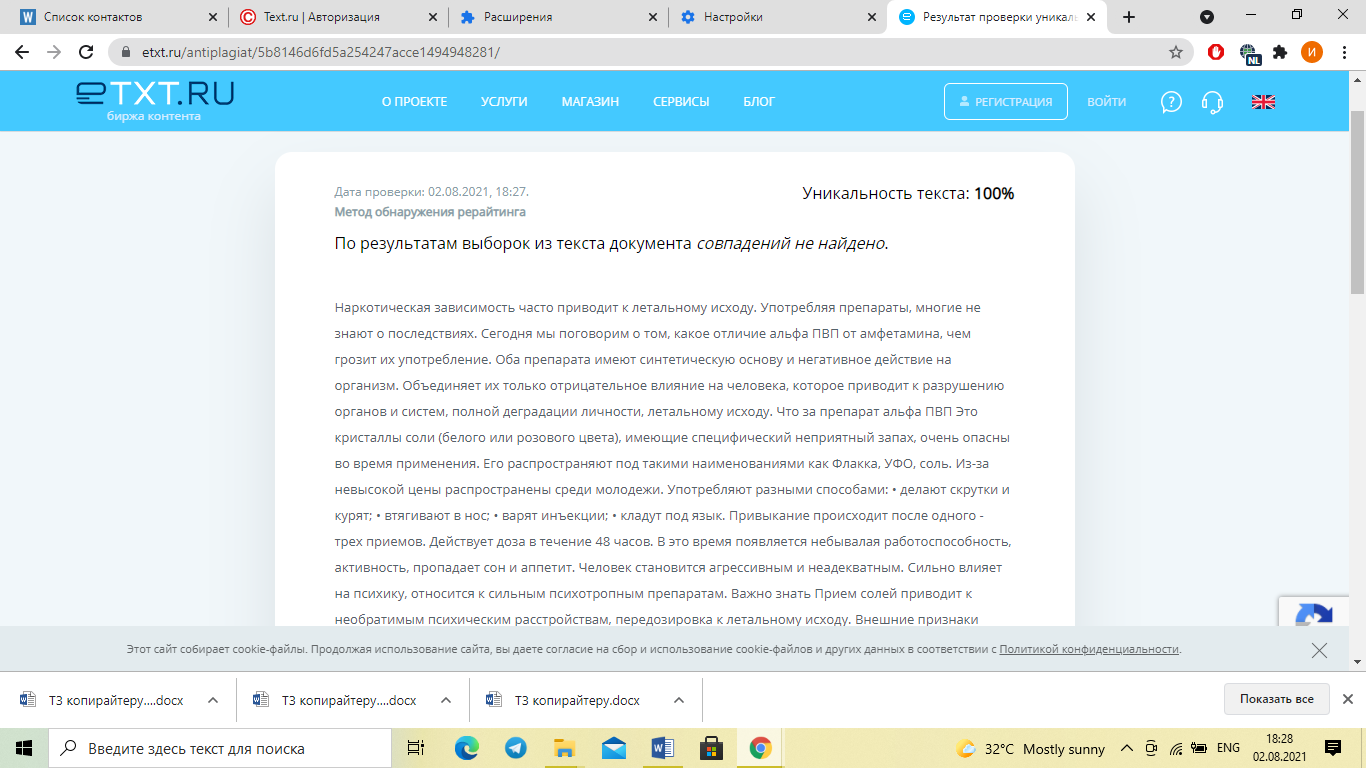 Список контактов
Text.ru | Авторизация
Расширения
Настройки
Результат проверки уникаль
etxt.ru/antiplagiat/5b8146d6fd5a254247acce1494948281/
NL
И
eTXT.RU
биржа контента
О ПРОЕКТЕ
УСЛУГИ
МАГАЗИН
СЕРВИСЫ
БЛОГ
РЕГИСТРАЦИЯ
ВОЙТИ
Дата проверки: 02.08.2021, 18:27.
Уникальность текста: 100%
Метод обнаружения рерайтинга
По результатам выборок из текста документа совпадений не найдено.
Наркотическая зависимость часто приводит к летальному исходу. Употребляя препараты, многие не
знают о последствиях. Сегодня мы поговорим о том, какое отличие альфа ПВП от амфетамина, чем
грозит их употребление. Оба препарата имеют синтетическую основу и негативное действие на
организм. Объединяет их только отрицательное влияние на человека, которое приводит к разрушению
органов и систем, полной деградации личности, летальному исходу. Что за препарат альфа ПВП Это
кристаллы соли (белого или розового цвета), имеющие специфический неприятный запах, очень опасны
во время применения. Его распространяют под такими наименованиями как Флакка, УФО, соль. Из-за
невысокой цены распространены среди молодежи. Употребляют разными способами: • делают скрутки и
курят; • втягивают в нос; • варят инъекции; • кладут под язык. Привыкание происходит после одного -
трех приемов. Действует доза в течение 48 часов. В это время появляется небывалая работоспособность,
активность, пропадает сон и аппетит. Человек становится агрессивным и неадекватным. Сильно влияет
на психику, относится к сильным психотропным препаратам. Важно знать Прием солей приводит к
необратимым психическим расстройствам, передозировка к летальному исходу. Внешние признаки
Этот сайт собирает cookie-файлы. Продолжая использование сайта, вы даете согласие на сбор и использование cookie-файлов и других данных в соответствии с Политикой конфиденциальности.
ТЗ копирайтеру....docx
ТЗ копирайтеру....docx
ТЗ копирайтеру.docx
Показать все
Введите здесь текст для поиска
32°C Mostly sunny
ENG
18:28
02.08.2021